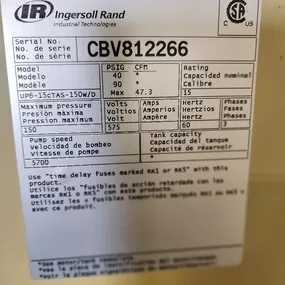 IR Ingersoll Rand
Industrial Technologies
C US
Serial No.
No. de serie
No. de série
CBV812266
Model PSIG CFM Rating
Modelo 40 * Capacidad nominal
Modèle 90 * Calibre
UP6-15cTAS-150W/D Max 47.3 15
Maximum pressure Volts Amps Hertz Phases
Presión máxima Voltios Amperios Hertzios Fases
Pression maximum Volts Ampères Hertz Phases
150 575 60 3
Pump speed Tank capacity
Velocidad de bombeo Capacidad del tanque
Vitesse de pompe Capacité de réservoir
5700 *
Use "time delay fuses marked RK1 or RK5" with this
product.
Utilice los "fusibles de acción retardada con las
marcas RK1 o RK5" con este producto.
Utilisez les « fusibles temporisés marqués RK1 ou RK5 »
avec ce produit.